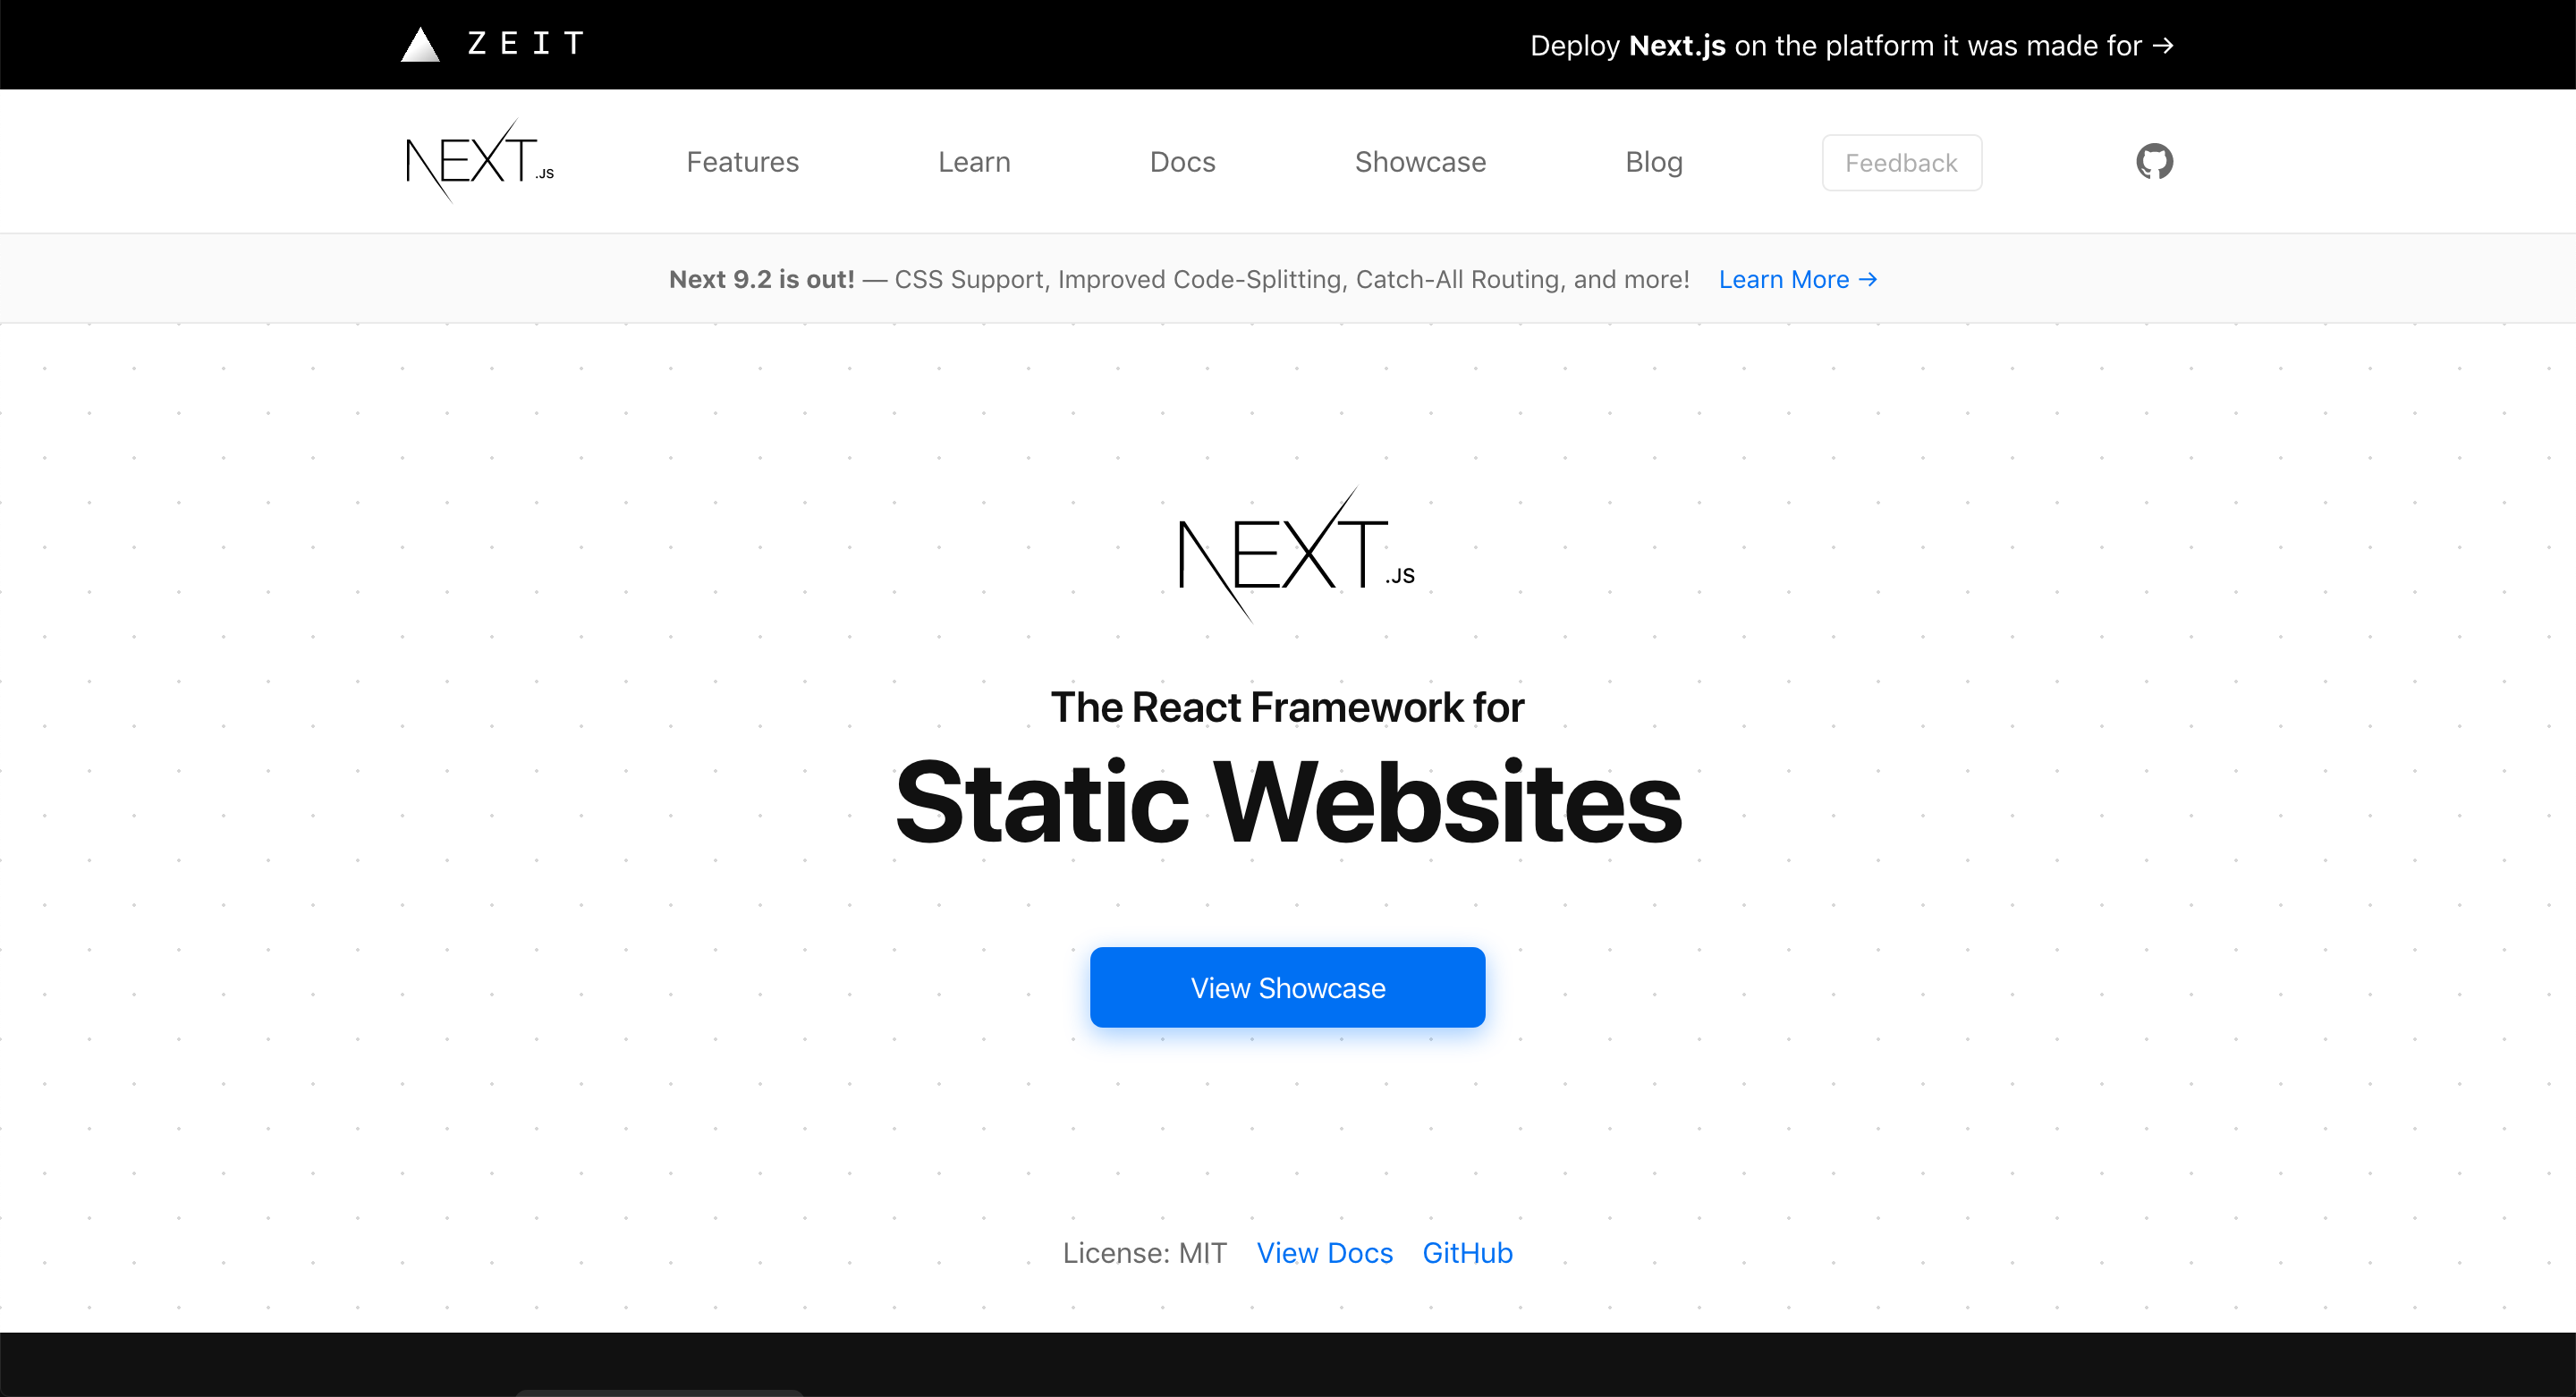 ZEIT
Deploy Next.js on the platform it was made for →
NEXT.JS
Features
Learn
Docs
Showcase
Blog
Feedback
Next 9.2 is out! — CSS Support, Improved Code-Splitting, Catch-All Routing, and more! Learn More →
NEXT.JS
The React Framework for
Static Websites
View Showcase
License: MIT View Docs GitHub